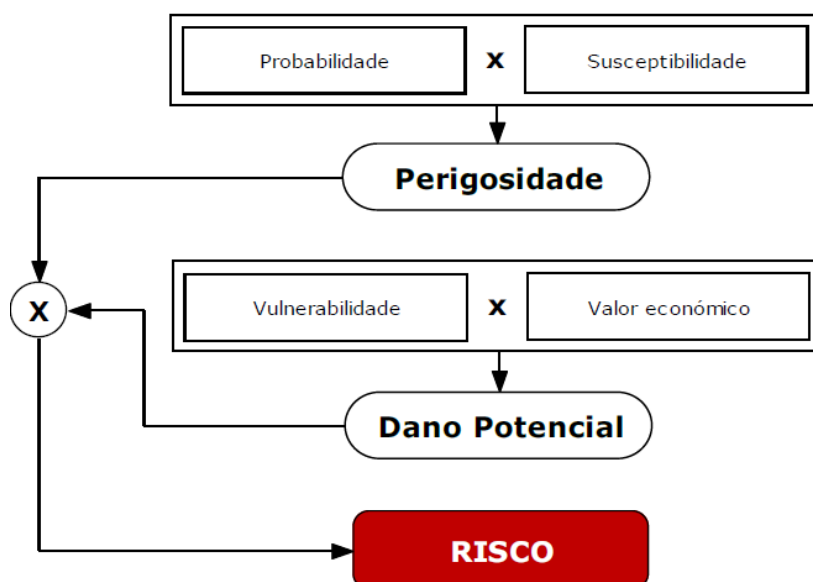 Probabilidade x Susceptibilidade
Perigosidade
Vulnerabilidade x Valor económico
X
Dano Potencial
RISCO